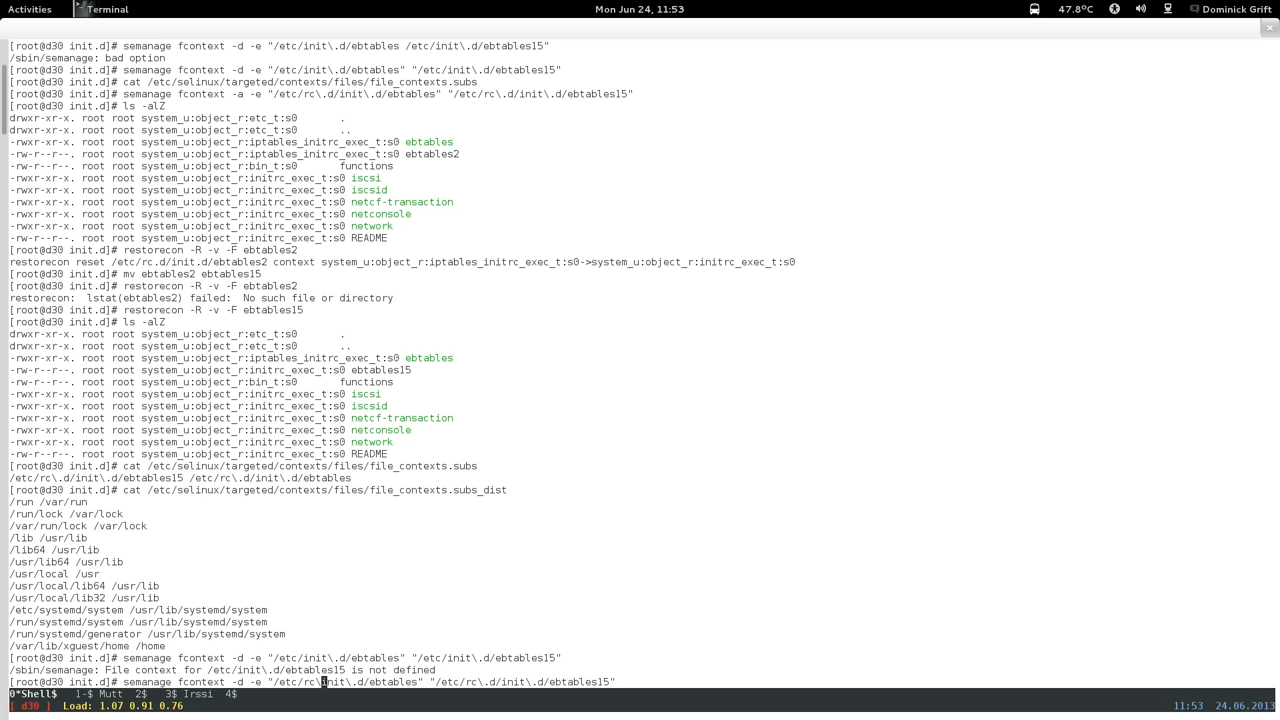 Activities Terminal Mon Jun 24, 11:53 47.8°C Dominick Grift
[root@d30 init.d]# semanage fcontext -d -e "/etc/init\.d/ebtables /etc/init\.d/ebtables15"
/sbin/semanage: bad option
[root@d30 init.d]# semanage fcontext -d -e "/etc/init\.d/ebtables" "/etc/init\.d/ebtables15"
[root@d30 init.d]# cat /etc/selinux/targeted/contexts/files/file_contexts.subs
[root@d30 init.d]# semanage fcontext -a -e "/etc/rc\.d/init\.d/ebtables" "/etc/rc\.d/init\.d/ebtables15"
[root@d30 init.d]# ls -alZ
drwxr-xr-x. root root system_u:object_r:etc_t:s0       .
drwxr-xr-x. root root system_u:object_r:etc_t:s0       ..
-rwxr-xr-x. root root system_u:object_r:iptables_initrc_exec_t:s0 ebtables
-rw-r--r--. root root system_u:object_r:iptables_initrc_exec_t:s0 ebtables2
-rw-r--r--. root root system_u:object_r:bin_t:s0       functions
-rwxr-xr-x. root root system_u:object_r:initrc_exec_t:s0 iscsi
-rwxr-xr-x. root root system_u:object_r:initrc_exec_t:s0 iscsid
-rwxr-xr-x. root root system_u:object_r:initrc_exec_t:s0 netcf-transaction
-rwxr-xr-x. root root system_u:object_r:initrc_exec_t:s0 netconsole
-rwxr-xr-x. root root system_u:object_r:initrc_exec_t:s0 network
-rw-r--r--. root root system_u:object_r:initrc_exec_t:s0 README
[root@d30 init.d]# restorecon -R -v -F ebtables2
restorecon reset /etc/rc.d/init.d/ebtables2 context system_u:object_r:iptables_initrc_exec_t:s0->system_u:object_r:initrc_exec_t:s0
[root@d30 init.d]# mv ebtables2 ebtables15
[root@d30 init.d]# restorecon -R -v -F ebtables2
restorecon:  lstat(ebtables2) failed:  No such file or directory
[root@d30 init.d]# restorecon -R -v -F ebtables15
[root@d30 init.d]# ls -alZ
drwxr-xr-x. root root system_u:object_r:etc_t:s0       .
drwxr-xr-x. root root system_u:object_r:etc_t:s0       ..
-rwxr-xr-x. root root system_u:object_r:iptables_initrc_exec_t:s0 ebtables
-rw-r--r--. root root system_u:object_r:initrc_exec_t:s0 ebtables15
-rw-r--r--. root root system_u:object_r:bin_t:s0       functions
-rwxr-xr-x. root root system_u:object_r:initrc_exec_t:s0 iscsi
-rwxr-xr-x. root root system_u:object_r:initrc_exec_t:s0 iscsid
-rwxr-xr-x. root root system_u:object_r:initrc_exec_t:s0 netcf-transaction
-rwxr-xr-x. root root system_u:object_r:initrc_exec_t:s0 netconsole
-rwxr-xr-x. root root system_u:object_r:initrc_exec_t:s0 network
-rw-r--r--. root root system_u:object_r:initrc_exec_t:s0 README
[root@d30 init.d]# cat /etc/selinux/targeted/contexts/files/file_contexts.subs
/etc/rc\.d/init\.d/ebtables15 /etc/rc\.d/init\.d/ebtables
[root@d30 init.d]# cat /etc/selinux/targeted/contexts/files/file_contexts.subs_dist
/run /var/run
/run/lock /var/lock
/var/run/lock /var/lock
/lib /usr/lib
/lib64 /usr/lib
/usr/lib64 /usr/lib
/usr/local /usr
/usr/local/lib64 /usr/lib
/usr/local/lib32 /usr/lib
/etc/systemd/system /usr/lib/systemd/system
/run/systemd/system /usr/lib/systemd/system
/run/systemd/generator /usr/lib/systemd/system
/var/lib/xguest/home /home
[root@d30 init.d]# semanage fcontext -d -e "/etc/init\.d/ebtables" "/etc/init\.d/ebtables15"
/sbin/semanage: File context for /etc/init\.d/ebtables15 is not defined
[root@d30 init.d]# semanage fcontext -d -e "/etc/rc\init\.d/ebtables" "/etc/rc\.d/init\.d/ebtables15"
0*Shell$   1-$ Mutt  2$   3$ Irssi  4$
[ d30 ]  Load: 1.07 0.91 0.76 11:53 24.06.2013